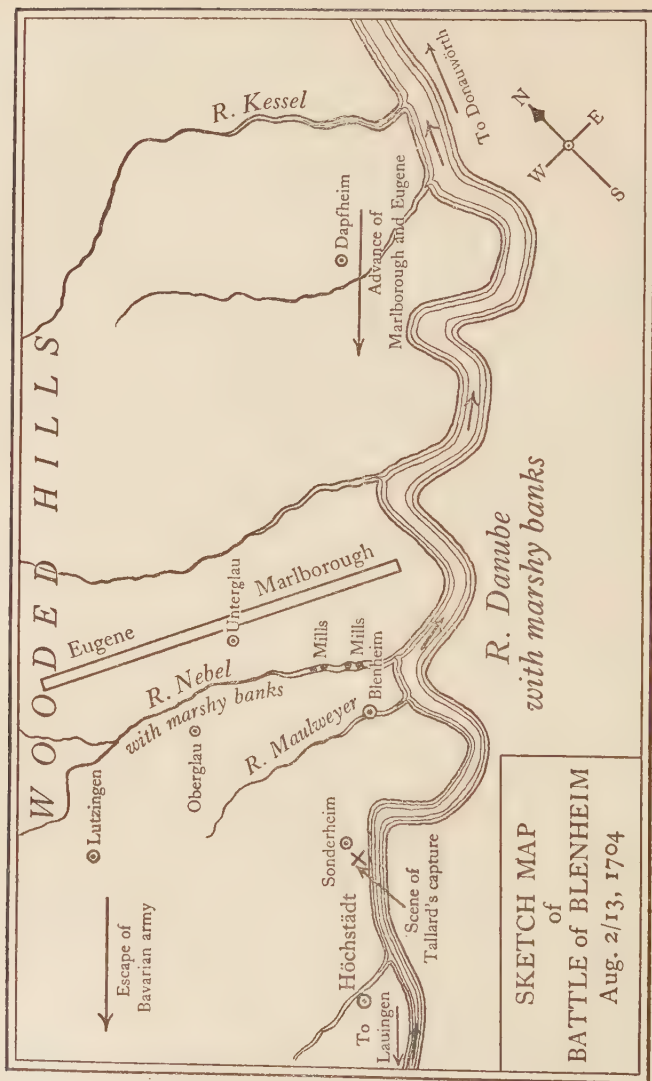 WOODED HILLS
R. Kessel
To Donauwörth
N
W
E
S
Dapfheim
Advance of
Marlborough and Eugene
Eugene
Marlborough
Unterglau
R. Nebel
with marshy banks
Mills
Mills
Lutzingen
Oberglau
R. Maulweyer
Blenheim
R. Danube
with marshy banks
Escape of
Bavarian army
Sonderheim
Höchstädt
Scene of
Tallard's capture
To
Lauingen
SKETCH MAP
of
BATTLE of BLENHEIM
Aug. 2/13, 1704